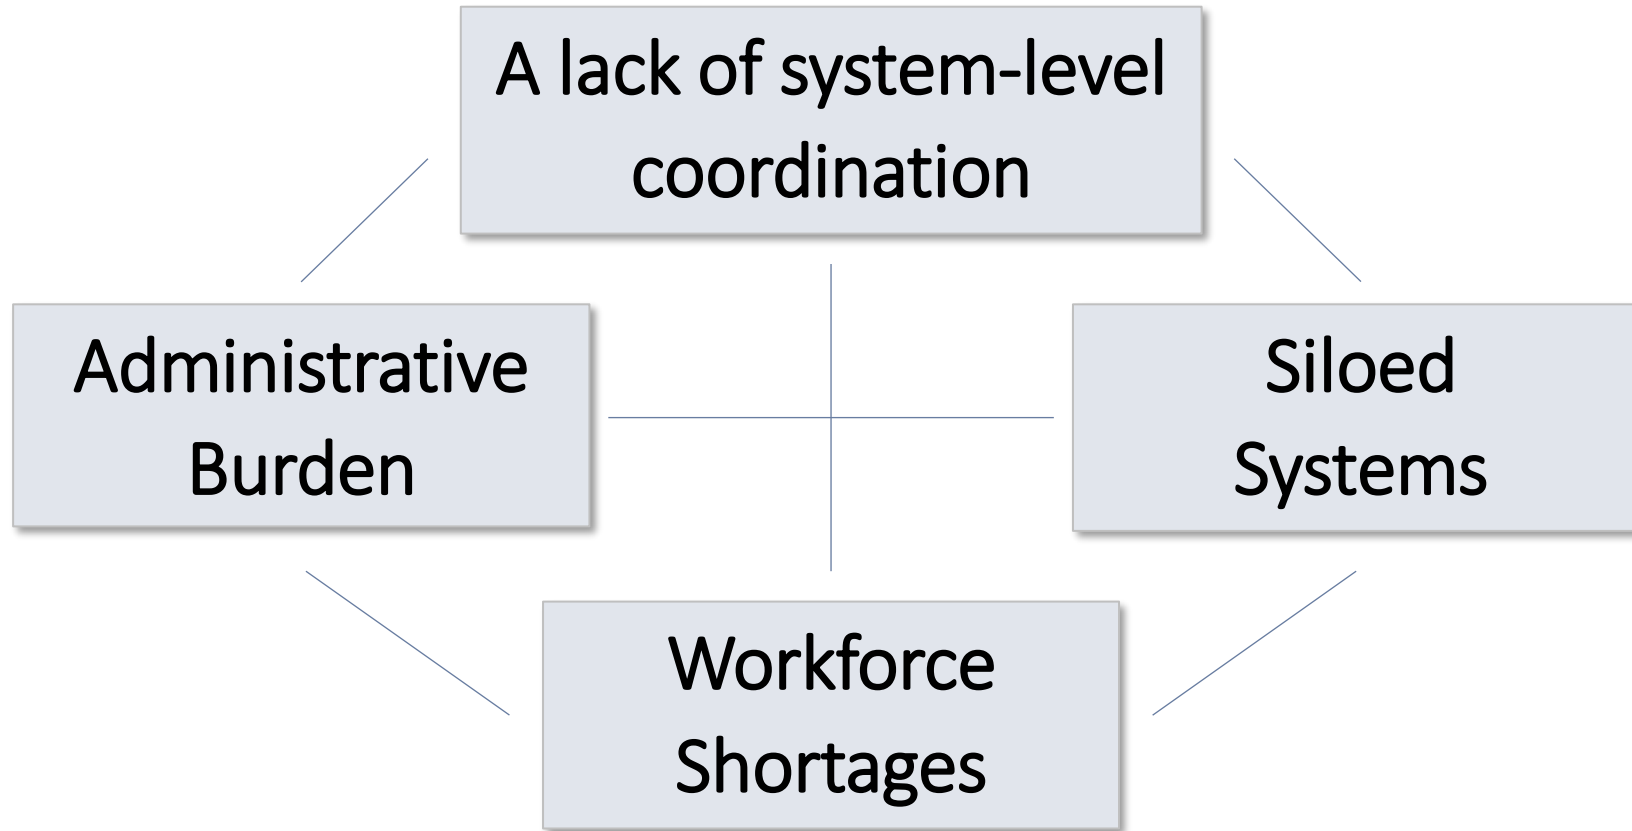 A lack of system-level
coordination
Administrative
Burden
Siloed
Systems
Workforce
Shortages